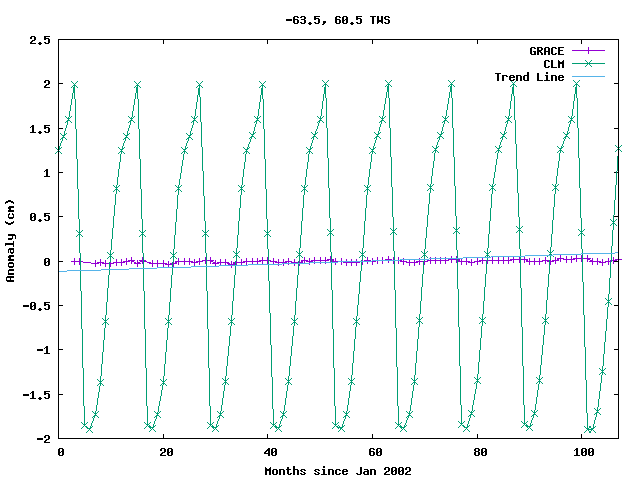 -63.5, 60.5 TWS
2.5
GRACE
CLM
Trend Line
2
1.5
1
0.5
0
-0.5
-1
-1.5
-2
Anomaly (cm)
0 20 40 60 80 100
Months since Jan 2002